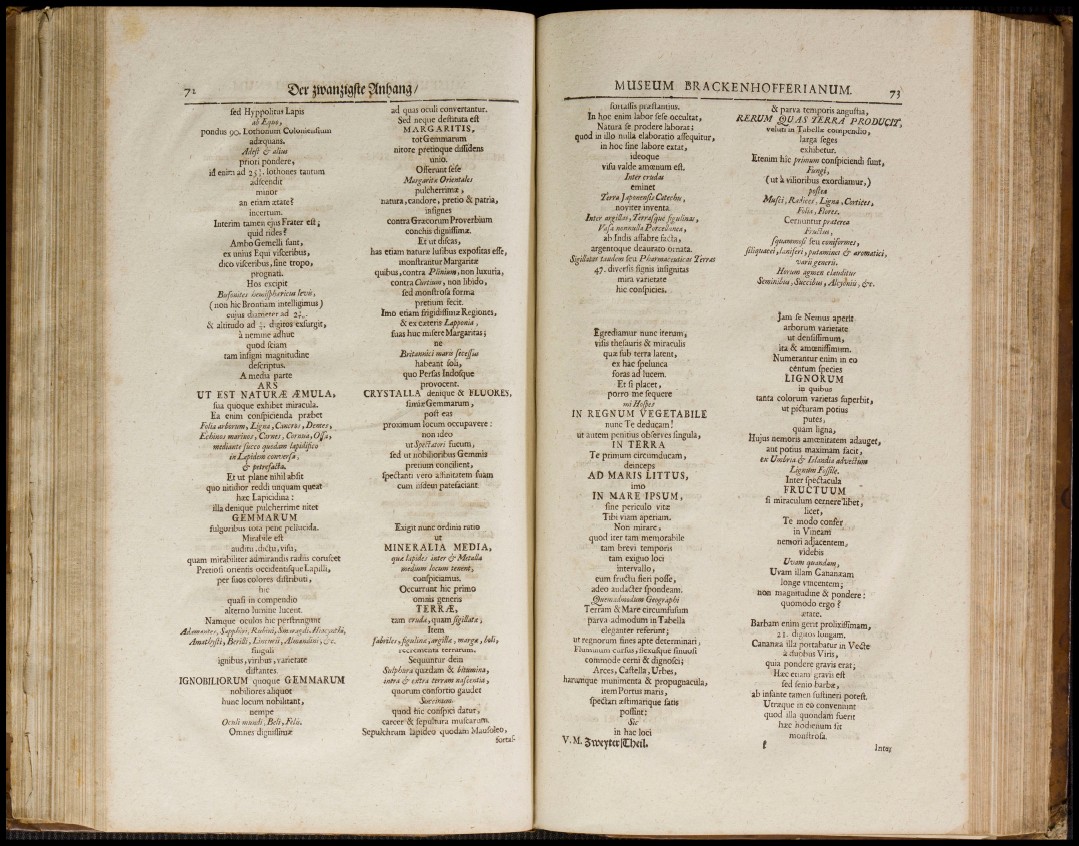 72
Der zwanzigste Anhang /
sed Hyppolitus Lapis
ab Equo,
pondus 90. Lothonum Coloniensium
adæquans.
Adest & alius
priori pondere,
is enim ad 23½. lothones tantum
adscendit
minor
an etiam ætate?
incertum.
Interim tamen ejus Frater est;
quid rides?
Ambo Gemelli sunt,
ex unius Equi visceribus,
dico visceribus, sine tropo,
prognati.
Hos excipit
Bufonites hemisphæricus levis,
( non hic Brontiam intelligimus )
cujus diameter ad
& altitudo ad digitos exsurgit,
à nemine adhuc
quod sciam
tam insigni magnitudine
descriptus.
A media parte
ARS
UT EST NATURÆ ÆMULA,
sua quoque exhibet miracula.
Ea enim conspicienda præbet
Folia arborum, Ligna, Cancros, Dentes,
Echinos marinos, Carnes, Cornua, Ossa,
mediante succo quodam lapidifico
in Lapidem conversa,
& petrefacta.
Et ut plane nihil absit
quo nitidior reddi unquam queat
hæc Lapicidina:
illa denique pulcherrime nitet
GEMMARUM
fulguribus tota pene pellucida.
Mirabile est
auditu, dictu, visu,
quam mirabiliter admirandis radiis coruscet
Pretiosi orientis occidentisque Lapilli,
per suos colores distributi,
hic
quasi in compendio
alterno lumine lucent.
Namque oculos hic perstringunt
Adamantes, Sapphiri, Rubini, Smaragdi, Hiacynthi,
Amethysti, Berilli, Lincurii, Almandini, &c.
singuli
ignibus, viribus, varietate
distantes.
IGNOBILIORUM quoque GEMMARUM
nobiliores aliquot
hunc locum nobilitant,
nempe
Oculi mundi, Beli, Felis.
Omnes dignissimæ
ad quas oculi convertantur.
Sed neque destituta est
MARGARITIS,
tot Gemmarum
nitore pretioque diffidens
unio.
Offerunt sese
Margaritæ Orientales
pulcherrimæ,
natura, candore, pretio & patria,
insignes
contra Græcorum Proverbium
conchis dignissimæ.
Et ut discas,
has etiam naturæ lusibus expositas esse,
monstrantur Margaritæ
quibus, contra Plinium, non luxuria,
contra Curtium, non libido,
sed monstrosa forma
pretium fecit.
Imo etiam frigidissimæ Regiones,
& ex cæteris Lapponia,
suas huc misere Margaritas;
ne
Britannici maris secessus
habeant soli,
quo Persas Indosque
provocent.
CRYSTALLA denique & FLUORES,
simiæ Gemmarum,
post eas
proximum locum occupavere:
non ideo
ut Spectatori fucum,
sed ut nobilioribus Gemmis
pretium concilient,
spectanti vero affinitatem suam
cum iisdem patefaciant.
Exigit nunc ordinis ratio
ut
MINERALIA MEDIA,
quæ lapides inter & Metalla
medium locum tenent,
conspiciamus.
Occurrunt hic primo
omnis generis
TERRÆ,
tam crudæ, quam sigillatæ,
Item
fabriles, figulinæ, argillæ, margæ, boli,
recrementa terrarum.
Sequuntur dein
Sulphura quædam & bitumina,
intra & extra terram nascentia,
quorum consortio gaudet
Succinum.
quod hic conspici datur,
carcer & sepultura muscarum.
Sepulchrum lapideo quodam Mausoleo,
fortas-
MUSEUM BRACKENHOFFERIANUM.
73
fortassis præstantius.
In hoc enim labor sese occultat,
Natura se prodere laborat;
quod in illo nulla elaboratio assequitur,
in hoc sine labore extat,
ideoque
visu valde amœnum est.
Inter crudas
eminet
Terra Japonensis Catechu,
noviter inventa.
Inter argillas, Terrasque figulinas,
Vasa nonnulla Porcellanea,
ab Indis affabre facta,
argentoque deaurato ornata.
Sigillatas tandem seu Pharmaceuticas Terras
47. diversis signis insignitas
mira varietate
hic conspicies.
Egrediamur nunc iterum,
visis thesauris & miraculis
quæ sub terra latent,
ex hac spelunca
foras ad lucem.
Et si placet,
porro me sequere
mi Hospes
IN REGNUM VEGETABILE
nunc Te deducam!
ut autem penitius observes singula,
IN TERRA
Te primum circumducam,
deinceps
AD MARIS LITTUS,
imo
IN MARE IPSUM,
sine periculo vitæ
Tibi viam aperiam.
Non mirare,
quod iter tam memorabile
tam brevi temporis
tam exiguo loci
intervallo,
cum fructu fieri posse,
adeo audacter spondeam.
Quemadmodum Geographi
Terram & Mare circumfusum
parva admodum in Tabella
eleganter referunt;
ut regnorum fines apte determinari,
Fluminum cursus, flexusque sinuosi
commode cerni & dignosci;
Arces, Castella, Urbes,
harumque munimenta & propugnacula,
item Portus maris,
spectari æstimarique satis
possint:
Sic
in hac loci
V. M. Zweyter Theil.
& parva temporis angustia,
RERUM QUAS TERRA PRODUCIT,
veluti in Tabellæ compendio,
larga seges
exhibetur.
Etenim hic primum conspiciendi sunt,
Fungi,
( ut à vilioribus exordiamur,)
postea
Musci, Radices, Ligna, Cortices,
Folia, Flores.
Cernuntur præterea
Fructus,
squammosi seu coniformes,
siliquacei, laniferi, putaminei & aromatici,
varii generis.
Horum agmen clauditur
Seminibus, Succibus, Alcyoniis, &c.
Jam se Nemus aperit
arborum varietate
ut densissimum,
ita & amœnissimum.
Numerantur enim in eo
centum species
LIGNORUM
in quibus
tanta colorum varietas superbit,
ut picturam potius
putes,
quam ligna,
Hujus nemoris amœnitatem adauget,
aut potius maximam facit,
ex Umbria & Islandia advectum
Lignum Fossile.
Inter spectacula
FRUCTUUM
si miraculum cernere libet,
licet,
Te modo confer
in Vineam
nemori adjacentem,
videbis
Uvam quandam,
Uvam illam Cananæam
longe vincentem;
non magnitudine & pondere:
quomodo ergo?
ætate.
Barbam enim gerit prolixissimam,
21. digitos longam.
Cananæa illa portabatur in Vecte
à duobus Viris,
quia pondere gravis erat;
Hæc etiam gravis est
sed senio barbæ,
ab infante tamen sustineri potest.
Utræque in eo conveniunt
quod illa quondam fuerit
hæc hodienum sit
monstrosa.
Inter